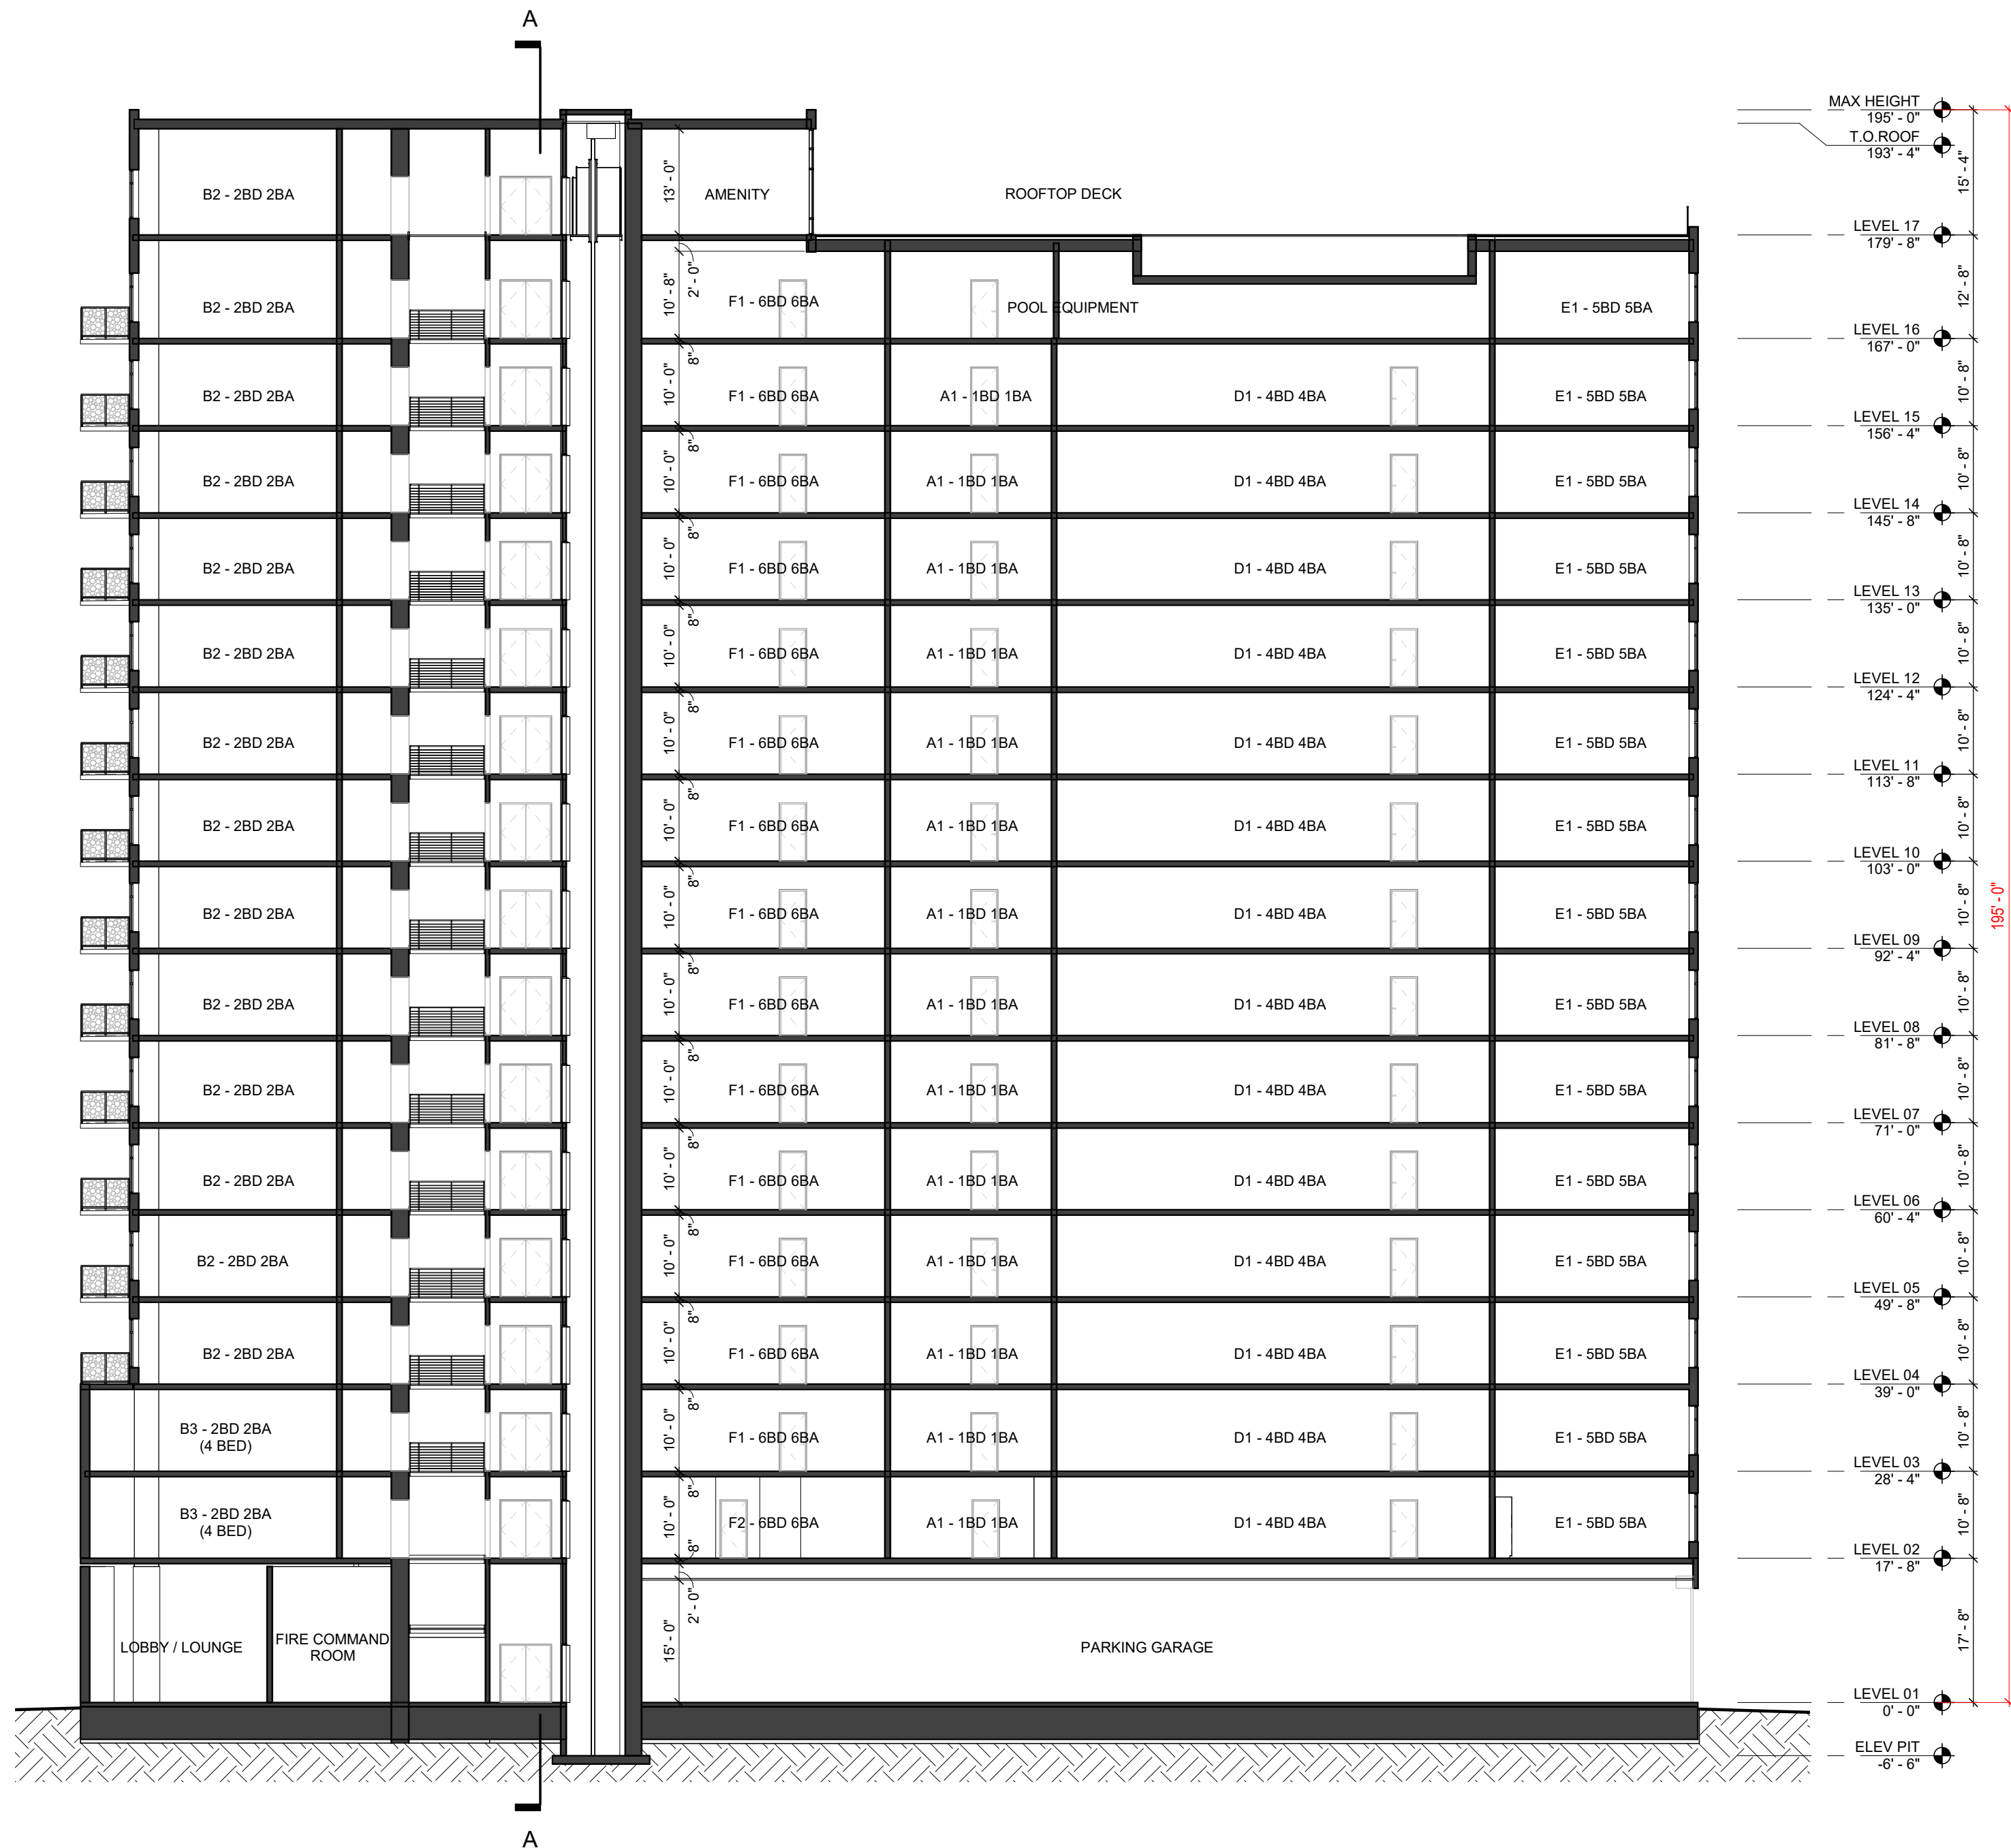 A
MAX HEIGHT
195' - 0"
T.O.ROOF
193' - 4"
15' - 4"
13' - 0"
B2 - 2BD 2BA
AMENITY
ROOFTOP DECK
LEVEL 17
179' - 8"
2' - 0"
12' - 8"
10' - 8"
B2 - 2BD 2BA
F1 - 6BD 6BA
POOL EQUIPMENT
E1 - 5BD 5BA
LEVEL 16
167' - 0"
8"
10' - 0"
10' - 8"
B2 - 2BD 2BA
F1 - 6BD 6BA
A1 - 1BD 1BA
D1 - 4BD 4BA
E1 - 5BD 5BA
LEVEL 15
156' - 4"
8"
10' - 0"
10' - 8"
B2 - 2BD 2BA
F1 - 6BD 6BA
A1 - 1BD 1BA
D1 - 4BD 4BA
E1 - 5BD 5BA
LEVEL 14
145' - 8"
8"
10' - 0"
10' - 8"
B2 - 2BD 2BA
F1 - 6BD 6BA
A1 - 1BD 1BA
D1 - 4BD 4BA
E1 - 5BD 5BA
LEVEL 13
135' - 0"
8"
10' - 0"
10' - 8"
B2 - 2BD 2BA
F1 - 6BD 6BA
A1 - 1BD 1BA
D1 - 4BD 4BA
E1 - 5BD 5BA
LEVEL 12
124' - 4"
8"
10' - 0"
10' - 8"
B2 - 2BD 2BA
F1 - 6BD 6BA
A1 - 1BD 1BA
D1 - 4BD 4BA
E1 - 5BD 5BA
LEVEL 11
113' - 8"
8"
10' - 0"
10' - 8"
B2 - 2BD 2BA
F1 - 6BD 6BA
A1 - 1BD 1BA
D1 - 4BD 4BA
E1 - 5BD 5BA
LEVEL 10
103' - 0"
195' - 0"
8"
10' - 0"
10' - 8"
B2 - 2BD 2BA
F1 - 6BD 6BA
A1 - 1BD 1BA
D1 - 4BD 4BA
E1 - 5BD 5BA
LEVEL 09
92' - 4"
8"
10' - 0"
10' - 8"
B2 - 2BD 2BA
F1 - 6BD 6BA
A1 - 1BD 1BA
D1 - 4BD 4BA
E1 - 5BD 5BA
LEVEL 08
81' - 8"
8"
10' - 0"
10' - 8"
B2 - 2BD 2BA
F1 - 6BD 6BA
A1 - 1BD 1BA
D1 - 4BD 4BA
E1 - 5BD 5BA
LEVEL 07
71' - 0"
8"
10' - 0"
10' - 8"
B2 - 2BD 2BA
F1 - 6BD 6BA
A1 - 1BD 1BA
D1 - 4BD 4BA
E1 - 5BD 5BA
LEVEL 06
60' - 4"
8"
10' - 0"
10' - 8"
B2 - 2BD 2BA
F1 - 6BD 6BA
A1 - 1BD 1BA
D1 - 4BD 4BA
E1 - 5BD 5BA
LEVEL 05
49' - 8"
8"
10' - 0"
10' - 8"
B2 - 2BD 2BA
F1 - 6BD 6BA
A1 - 1BD 1BA
D1 - 4BD 4BA
E1 - 5BD 5BA
LEVEL 04
39' - 0"
8"
10' - 0"
10' - 8"
B3 - 2BD 2BA
(4 BED)
F1 - 6BD 6BA
A1 - 1BD 1BA
D1 - 4BD 4BA
E1 - 5BD 5BA
LEVEL 03
28' - 4"
8"
10' - 0"
10' - 8"
B3 - 2BD 2BA
(4 BED)
F2 - 6BD 6BA
A1 - 1BD 1BA
D1 - 4BD 4BA
E1 - 5BD 5BA
8"
LEVEL 02
17' - 8"
2' - 0"
15' - 0"
17' - 8"
LOBBY / LOUNGE
FIRE COMMAND
ROOM
PARKING GARAGE
LEVEL 01
0' - 0"
ELEV PIT
-6' - 6"
A